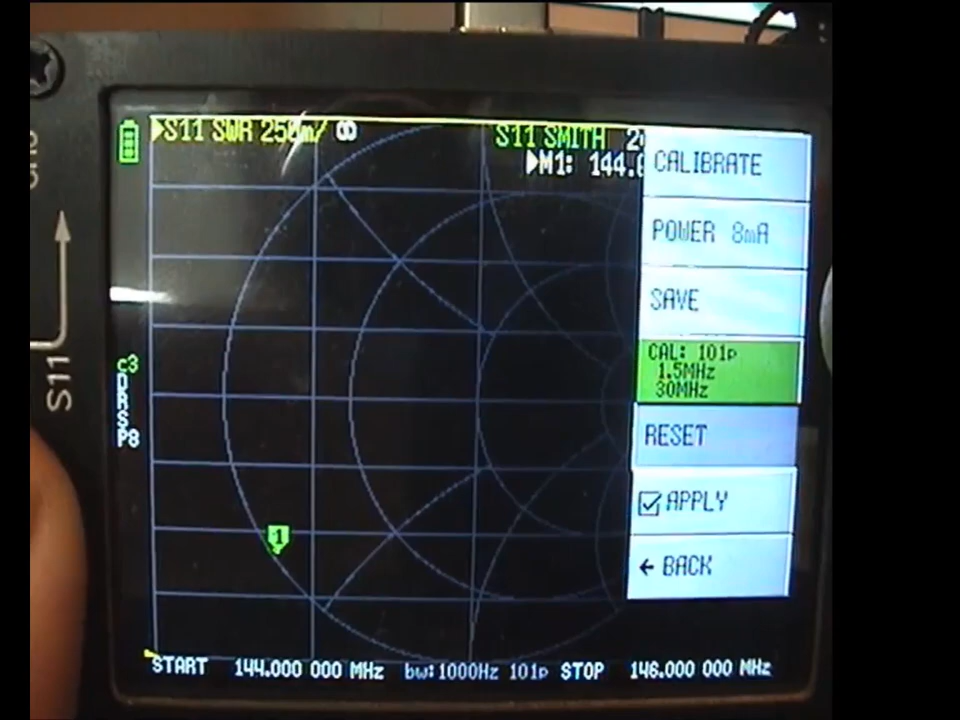 S11 SWR 250m/ ∞
S11 SMITH
M1: 144.
CALIBRATE
POWER 8mA
SAVE
CAL: 101p
1.5MHz
30MHz
RESET
APPLY
← BACK
c3
D
R
S
P8
1
S11
START 144.000 000 MHz bw:1000Hz 101p STOP 146.000 000 MHz